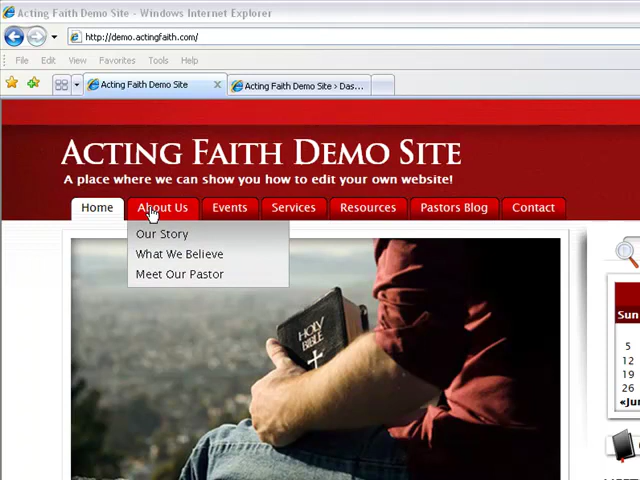 Acting Faith Demo Site - Windows Internet Explorer
http://demo.actingfaith.com/
File Edit View Favorites Tools Help
Acting Faith Demo Site X Acting Faith Demo Site › Das...
ACTING FAITH DEMO SITE
A place where we can show you how to edit your own website!
Home About Us Events Services Resources Pastors Blog Contact
Our Story
What We Believe
Meet Our Pastor
HOLY
BIBLE
Sun
5
12
19
26